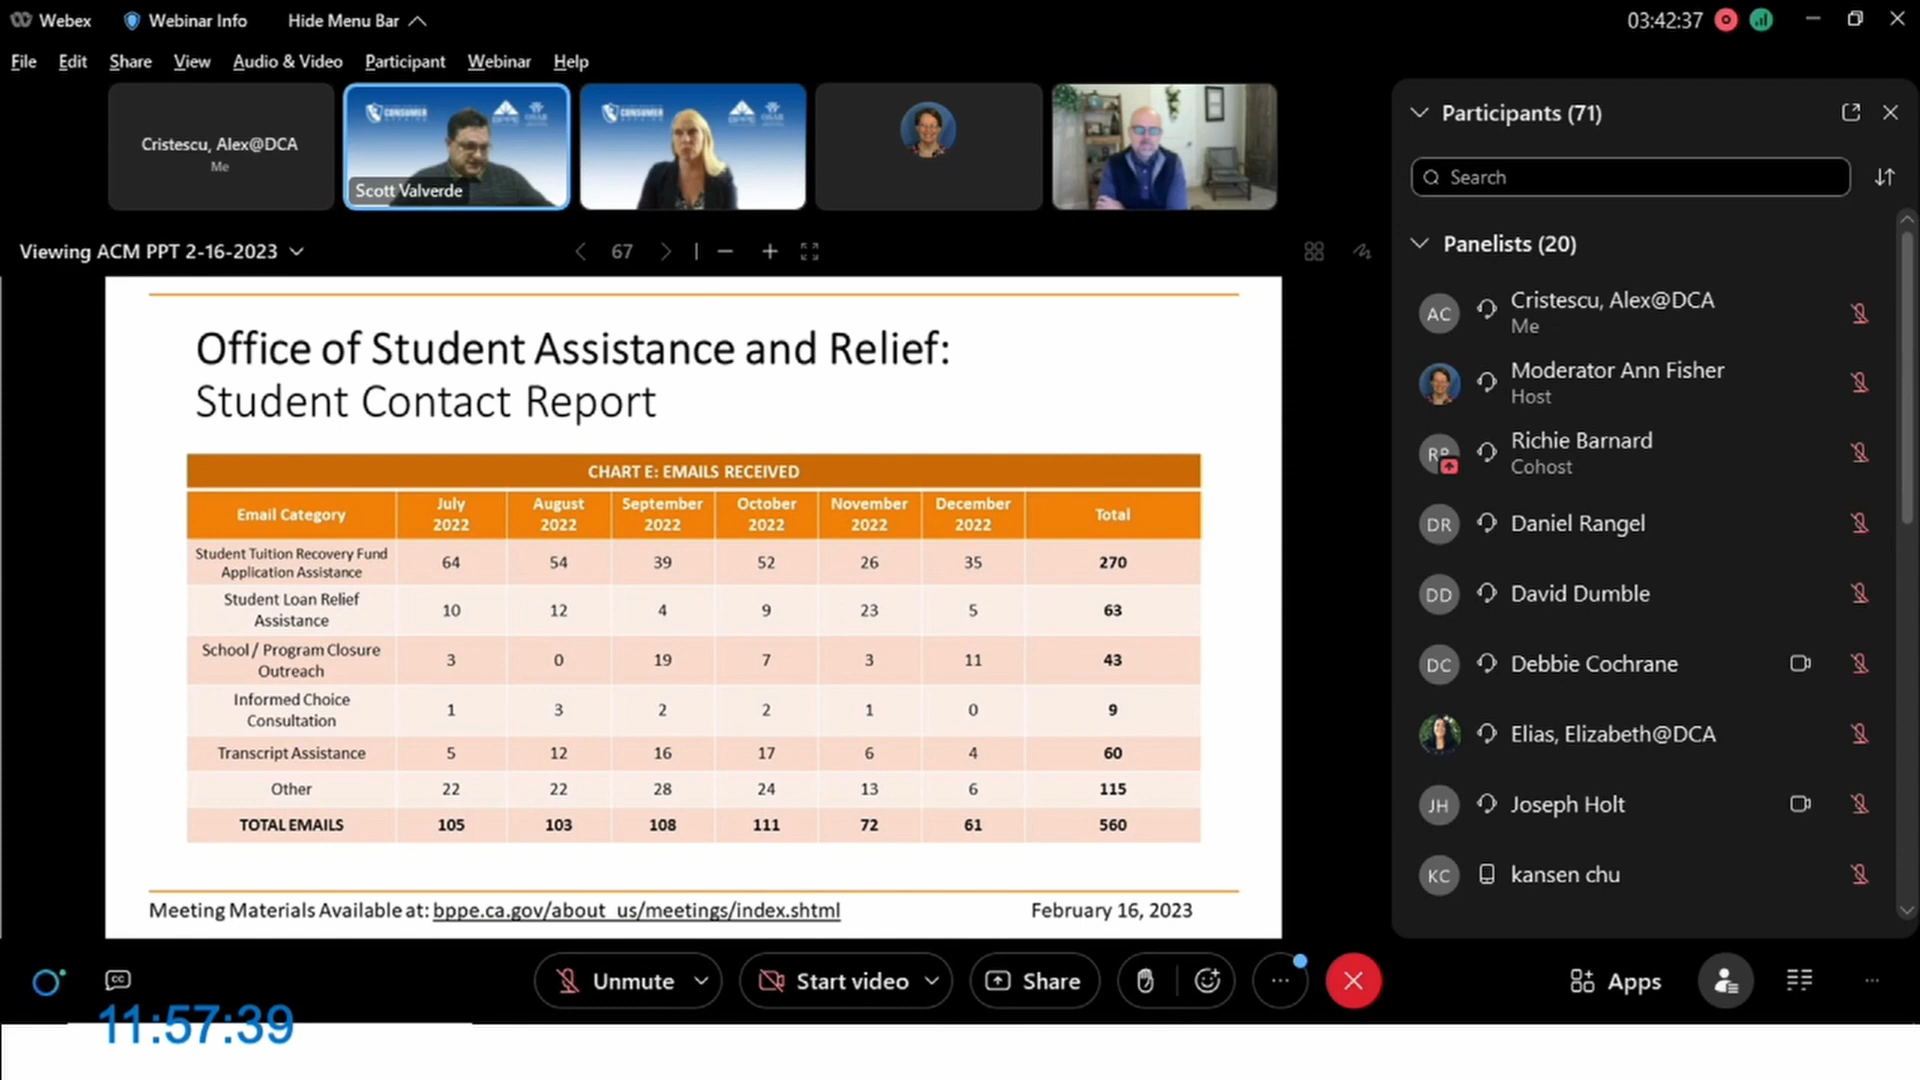 Webex Webinar Info Hide Menu Bar 03:42:37
File Edit Share View Audio & Video Participant Webinar Help
Cristescu, Alex@DCA
Me
CONSUMER
Scott Valverde
CONSUMER
Viewing ACM PPT 2-16-2023 67
Office of Student Assistance and Relief:
Student Contact Report
CHART E: EMAILS RECEIVED
Email Category July 2022 August 2022 September 2022 October 2022 November 2022 December 2022 Total
Student Tuition Recovery Fund Application Assistance 64 54 39 52 26 35 270
Student Loan Relief Assistance 10 12 4 9 23 5 63
School / Program Closure Outreach 3 0 19 7 3 11 43
Informed Choice Consultation 1 3 2 2 1 0 9
Transcript Assistance 5 12 16 17 6 4 60
Other 22 22 28 24 13 6 115
TOTAL EMAILS 105 103 108 111 72 61 560
Meeting Materials Available at: bppe.ca.gov/about_us/meetings/index.shtml February 16, 2023
Participants (71)
Search
Panelists (20)
AC Cristescu, Alex@DCA
Me
Moderator Ann Fisher
Host
Richie Barnard
Cohost
DR Daniel Rangel
DD David Dumble
DC Debbie Cochrane
Elias, Elizabeth@DCA
JH Joseph Holt
KC kansen chu
CC Unmute Start video Share Apps
11:57:39